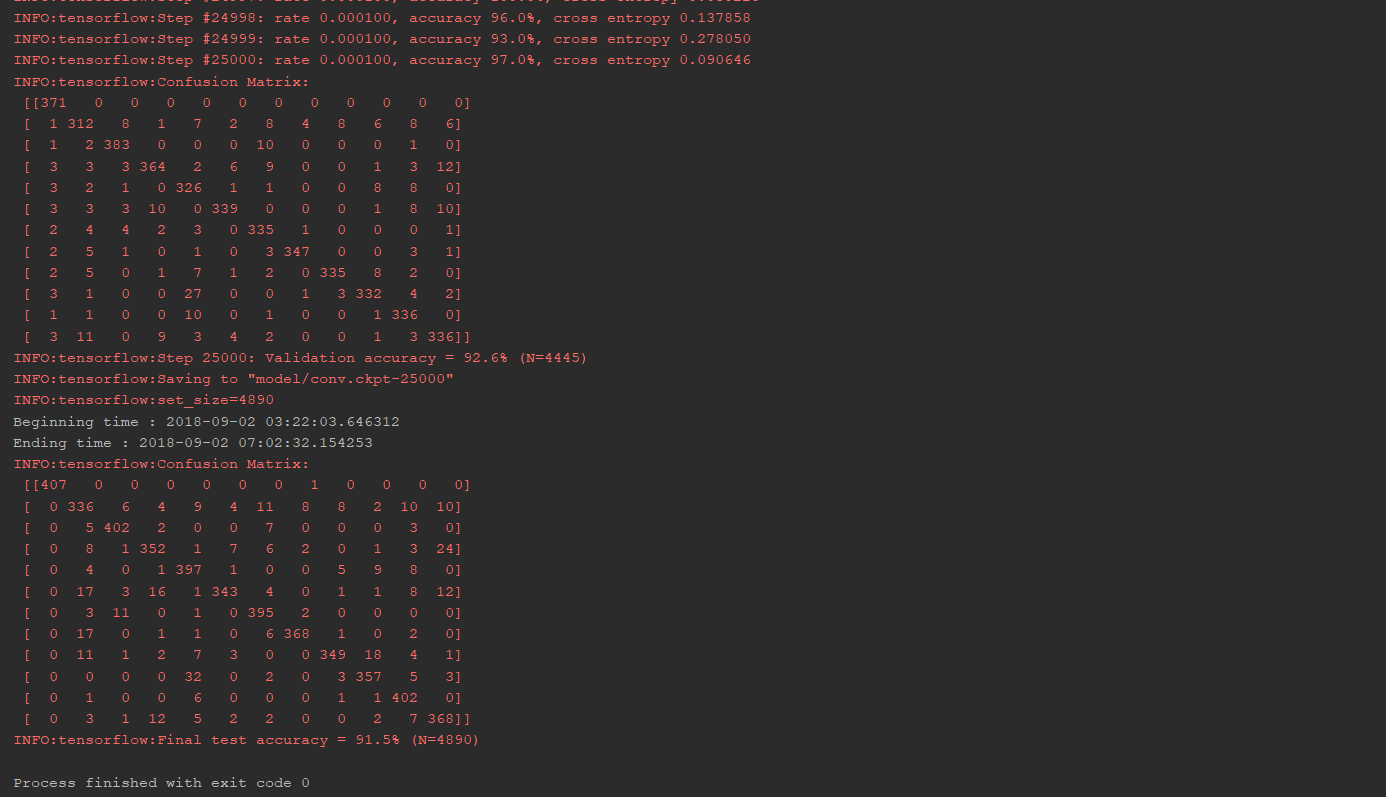 INFO:tensorflow:Step #24998: rate 0.000100, accuracy 96.0%, cross entropy 0.137858
INFO:tensorflow:Step #24999: rate 0.000100, accuracy 93.0%, cross entropy 0.278050
INFO:tensorflow:Step #25000: rate 0.000100, accuracy 97.0%, cross entropy 0.090646
INFO:tensorflow:Confusion Matrix:
[[371 0 0 0 0 0 0 0 0 0 0 0]
[ 1 312 8 1 7 2 8 4 8 6 8 6]
[ 1 2 383 0 0 0 10 0 0 0 1 0]
[ 3 3 3 364 2 6 9 0 0 1 3 12]
[ 3 2 1 0 326 1 1 0 0 8 8 0]
[ 3 3 3 10 0 339 0 0 0 1 8 10]
[ 2 4 4 2 3 0 335 1 0 0 0 1]
[ 2 5 1 0 1 0 3 347 0 0 3 1]
[ 2 5 0 1 7 1 2 0 335 8 2 0]
[ 3 1 0 0 27 0 0 1 3 332 4 2]
[ 1 1 0 0 10 0 1 0 0 1 336 0]
[ 3 11 0 9 3 4 2 0 0 1 3 336]]
INFO:tensorflow:Step 25000: Validation accuracy = 92.6% (N=4445)
INFO:tensorflow:Saving to "model/conv.ckpt-25000"
INFO:tensorflow:set_size=4890
Beginning time : 2018-09-02 03:22:03.646312
Ending time : 2018-09-02 07:02:32.154253
INFO:tensorflow:Confusion Matrix:
[[407 0 0 0 0 0 0 1 0 0 0 0]
[ 0 336 6 4 9 4 11 8 8 2 10 10]
[ 0 5 402 2 0 0 7 0 0 0 3 0]
[ 0 8 1 352 1 7 6 2 0 1 3 24]
[ 0 4 0 1 397 1 0 0 5 9 8 0]
[ 0 17 3 16 1 343 4 0 1 1 8 12]
[ 0 3 11 0 1 0 395 2 0 0 0 0]
[ 0 17 0 1 1 0 6 368 1 0 2 0]
[ 0 11 1 2 7 3 0 0 349 18 4 1]
[ 0 0 0 0 32 0 2 0 3 357 5 3]
[ 0 1 0 0 6 0 0 0 1 1 402 0]
[ 0 3 1 12 5 2 2 0 0 2 7 368]]
INFO:tensorflow:Final test accuracy = 91.5% (N=4890)
Process finished with exit code 0